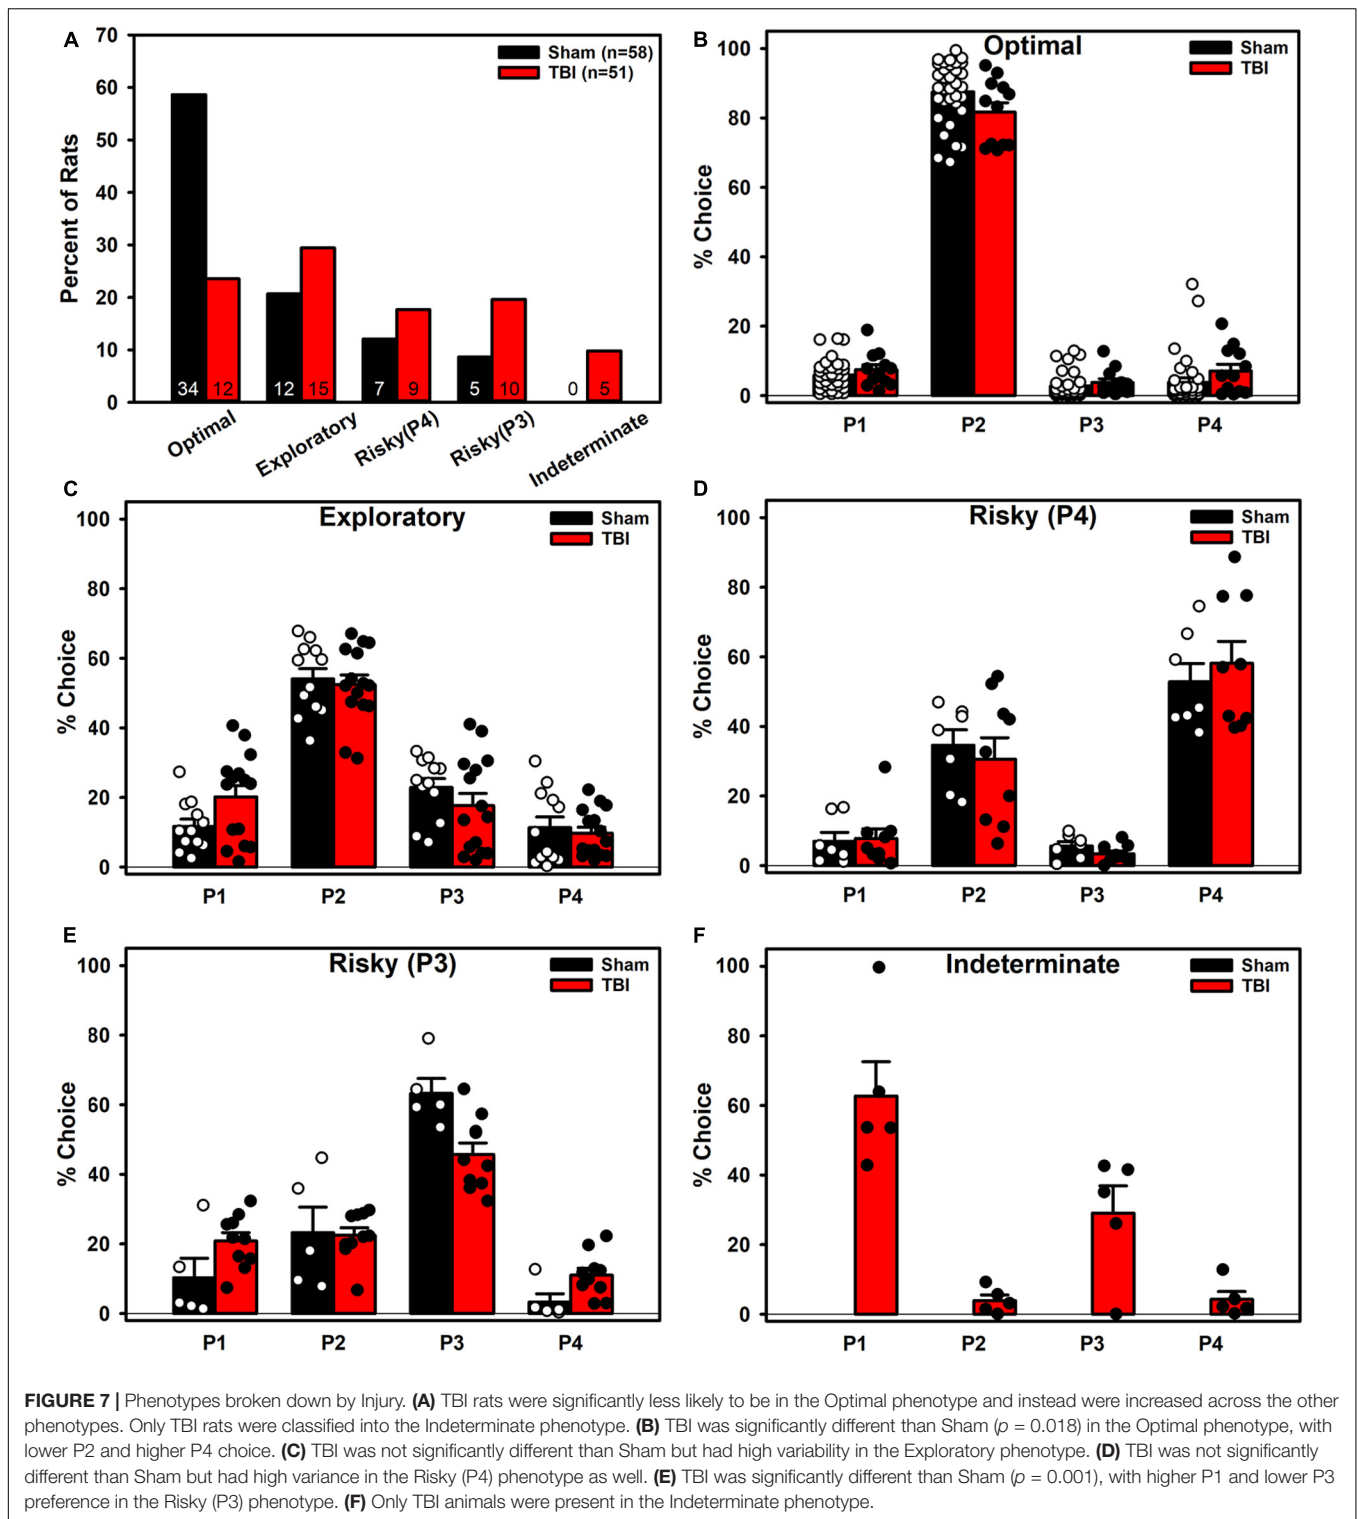 A
70
60
50
40
30
20
10
0
Percent of Rats
Sham (n=58)
TBI (n=51)
34 12 12 15 7 9 5 10 0 5
Optimal Exploratory Risky(P4) Risky(P3) Indeterminate
B
Optimal
Sham
TBI
100
80
60
40
20
0
% Choice
P1 P2 P3 P4
C
Exploratory
Sham
TBI
100
80
60
40
20
0
% Choice
P1 P2 P3 P4
D
Risky (P4)
Sham
TBI
100
80
60
40
20
0
% Choice
P1 P2 P3 P4
E
Risky (P3)
Sham
TBI
100
80
60
40
20
0
% Choice
P1 P2 P3 P4
F
Indeterminate
Sham
TBI
100
80
60
40
20
0
% Choice
P1 P2 P3 P4
FIGURE 7 | Phenotypes broken down by Injury. (A) TBI rats were significantly less likely to be in the Optimal phenotype and instead were increased across the other
phenotypes. Only TBI rats were classified into the Indeterminate phenotype. (B) TBI was significantly different than Sham (p = 0.018) in the Optimal phenotype, with
lower P2 and higher P4 choice. (C) TBI was not significantly different than Sham but had high variability in the Exploratory phenotype. (D) TBI was not significantly
different than Sham but had high variance in the Risky (P4) phenotype as well. (E) TBI was significantly different than Sham (p = 0.001), with higher P1 and lower P3
preference in the Risky (P3) phenotype. (F) Only TBI animals were present in the Indeterminate phenotype.